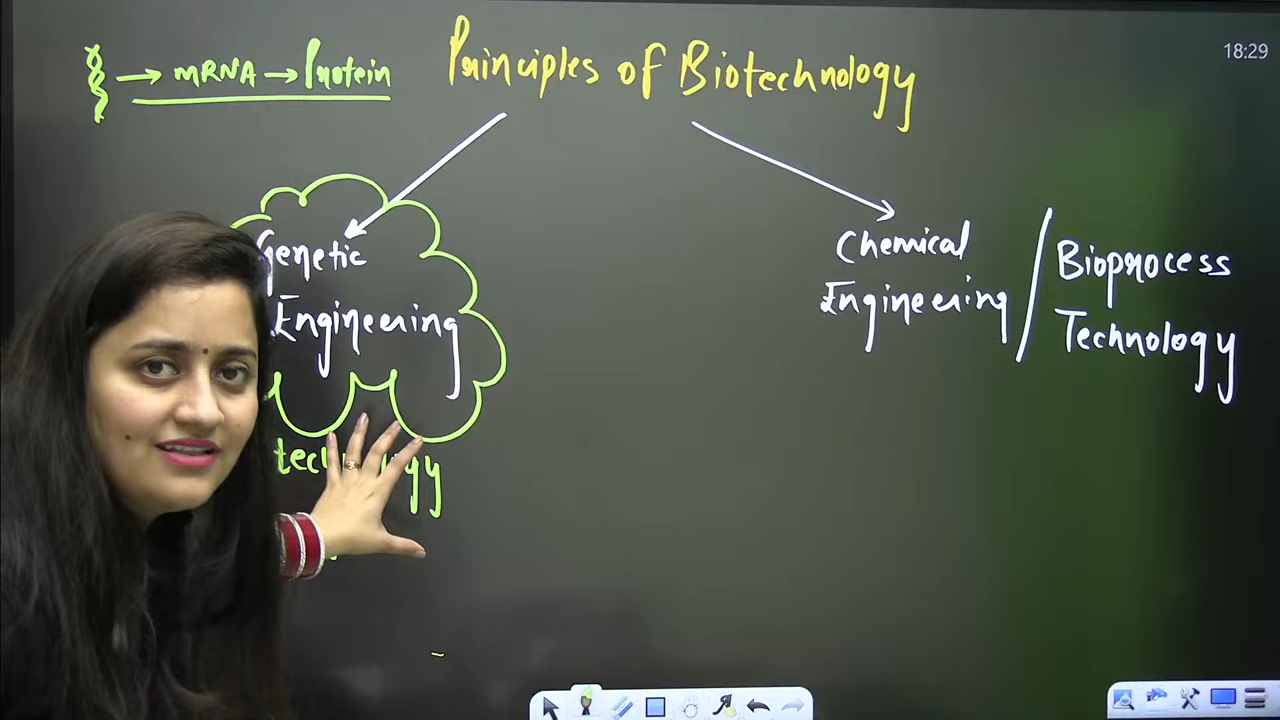 → mRNA → Protein
Principles of Biotechnology
18:29
Genetic
Engineering
Chemical
Engineering / Bioprocess
Technology